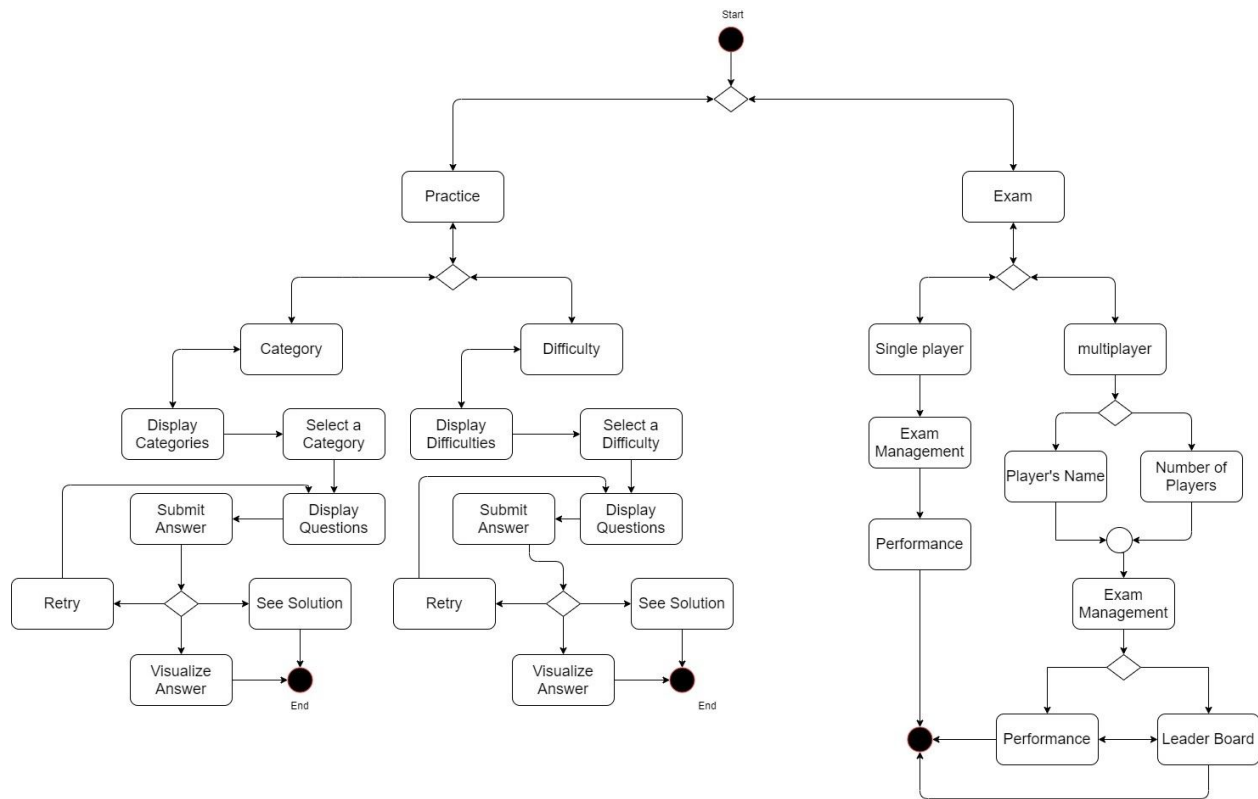 Start
Practice
Exam
Category
Difficulty
Single player
multiplayer
Display
Categories
Select a
Category
Display
Difficulties
Select a
Difficulty
Exam
Management
Player's Name
Number of
Players
Submit
Answer
Display
Questions
Submit
Answer
Display
Questions
Performance
Retry
See Solution
Retry
See Solution
Exam
Management
Visualize
Answer
End
Visualize
Answer
End
Performance
Leader Board